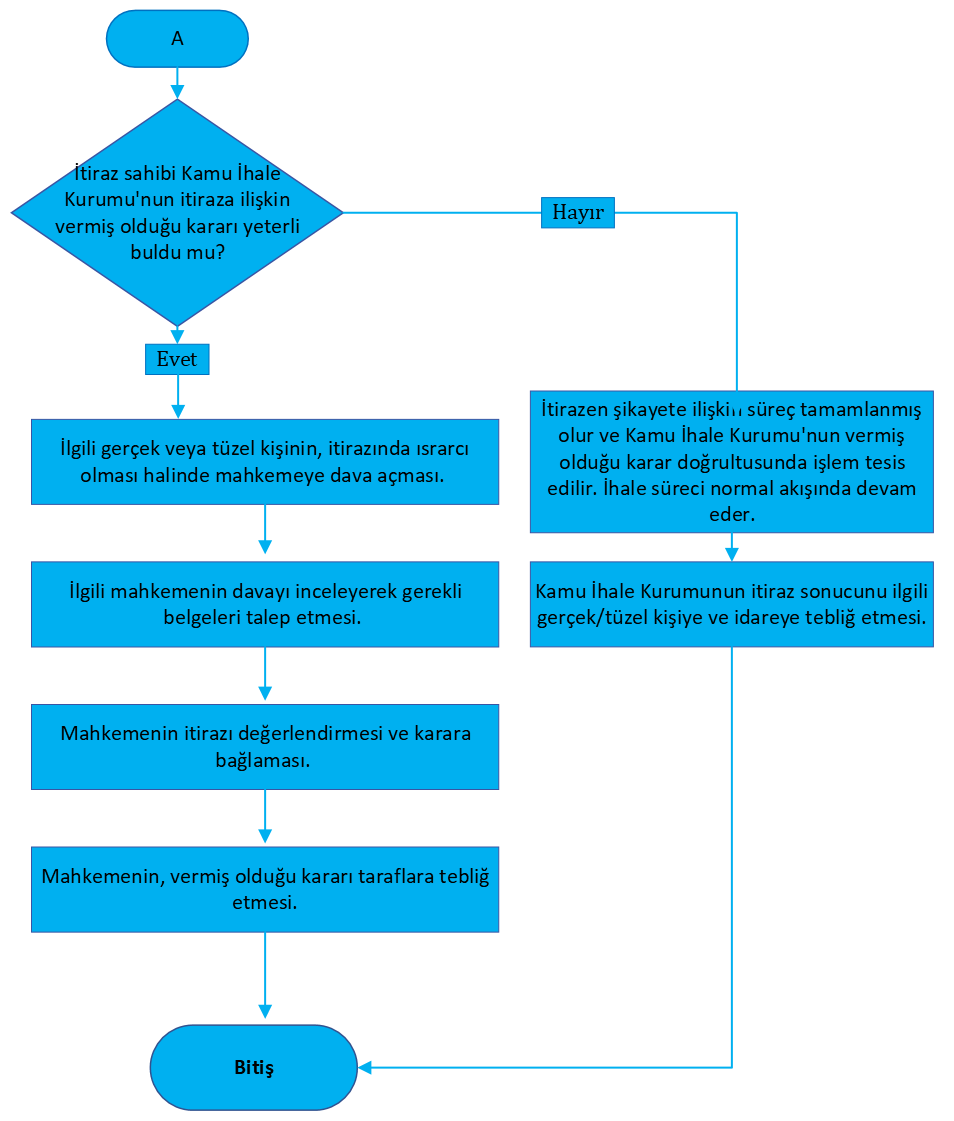 A
İtiraz sahibi Kamu İhale
Kurumu'nun itiraza ilişkin
vermiş olduğu kararı yeterli
buldu mu?
Hayır
Evet
İtirazen şikayete ilişkin süreç tamamlanmış
olur ve Kamu İhale Kurumu'nun vermiş
olduğu karar doğrultusunda işlem tesis
edilir. İhale süreci normal akışında devam
eder.
İlgili gerçek veya tüzel kişinin, itirazında ısrarcı
olması halinde mahkemeye dava açması.
Kamu İhale Kurumunun itiraz sonucunu ilgili
gerçek/tüzel kişiye ve idareye tebliğ etmesi.
İlgili mahkemenin davayı inceleyerek gerekli
belgeleri talep etmesi.
Mahkemenin itirazı değerlendirmesi ve karara
bağlaması.
Mahkemenin, vermiş olduğu kararı taraflara tebliğ
etmesi.
Bitiş